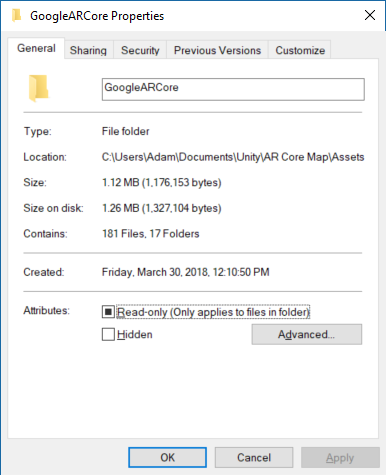 GoogleARCore Properties
General Sharing Security Previous Versions Customize
GoogleARCore
Type: File folder
Location: C:\Users\Adam\Documents\Unity\AR Core Map\Assets
Size: 1.12 MB (1,176,153 bytes)
Size on disk: 1.26 MB (1,327,104 bytes)
Contains: 181 Files, 17 Folders
Created: Friday, March 30, 2018, 12:10:50 PM
Attributes: Read-only (Only applies to files in folder)
Hidden Advanced...
OK Cancel Apply